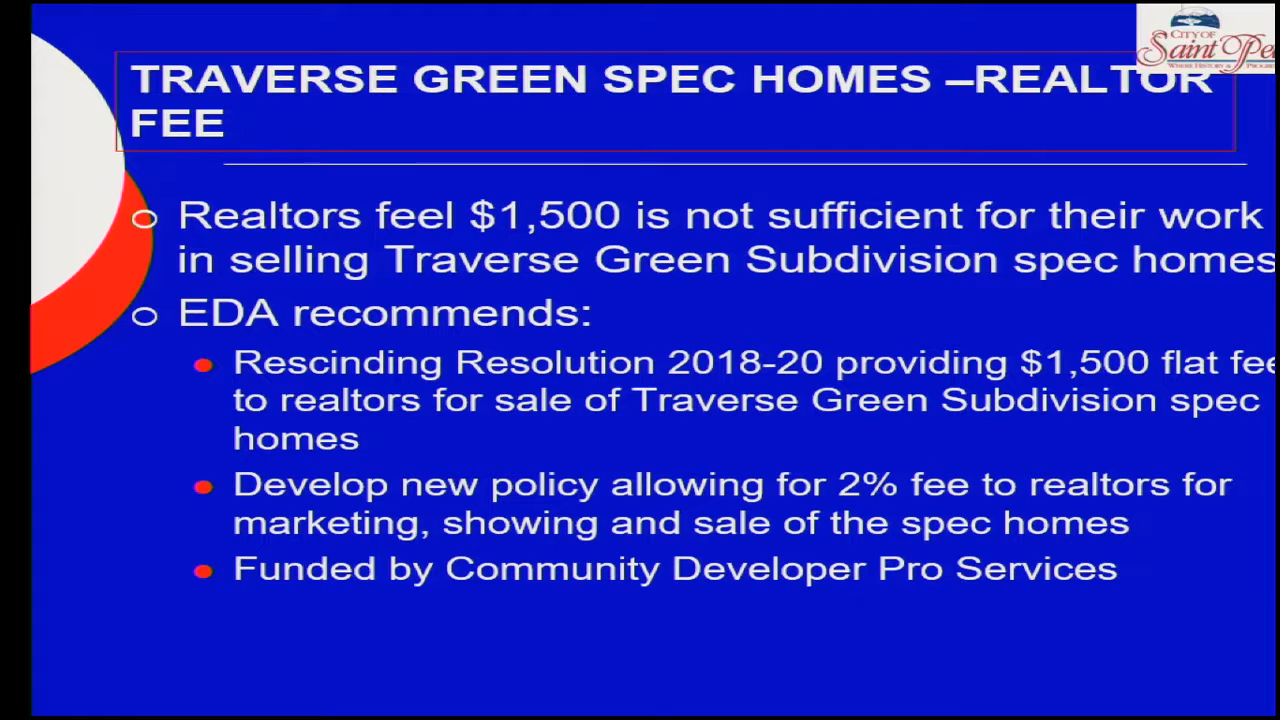 CITY OF
Saint Pe
WHERE HISTORY & PROGRE
TRAVERSE GREEN SPEC HOMES –REALTOR
FEE
Realtors feel $1,500 is not sufficient for their work
in selling Traverse Green Subdivision spec homes
EDA recommends:
Rescinding Resolution 2018-20 providing $1,500 flat fee
to realtors for sale of Traverse Green Subdivision spec
homes
Develop new policy allowing for 2% fee to realtors for
marketing, showing and sale of the spec homes
Funded by Community Developer Pro Services